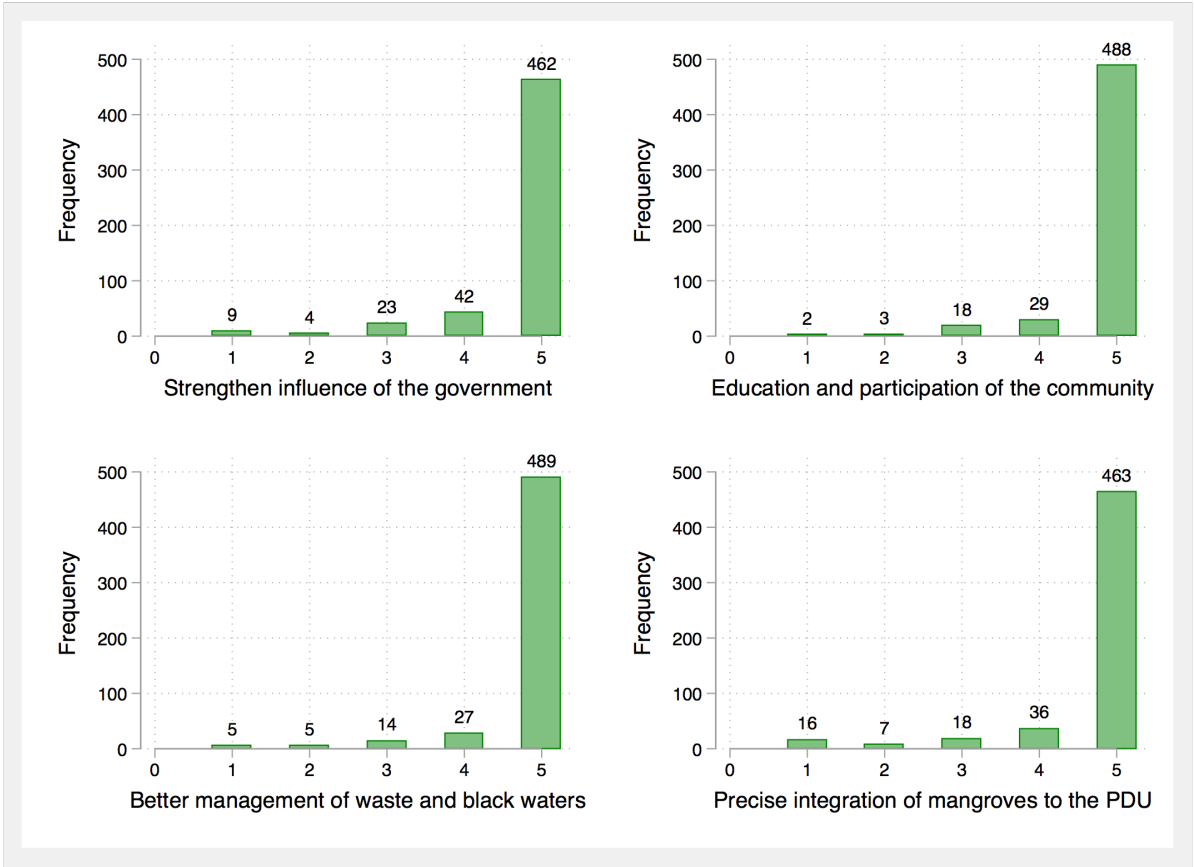 500
400
300
200
100
0
Frequency
9 4 23 42 462
0 1 2 3 4 5
Strengthen influence of the government
500
400
300
200
100
0
Frequency
2 3 18 29 488
0 1 2 3 4 5
Education and participation of the community
500
400
300
200
100
0
Frequency
5 5 14 27 489
0 1 2 3 4 5
Better management of waste and black waters
500
400
300
200
100
0
Frequency
16 7 18 36 463
0 1 2 3 4 5
Precise integration of mangroves to the PDU